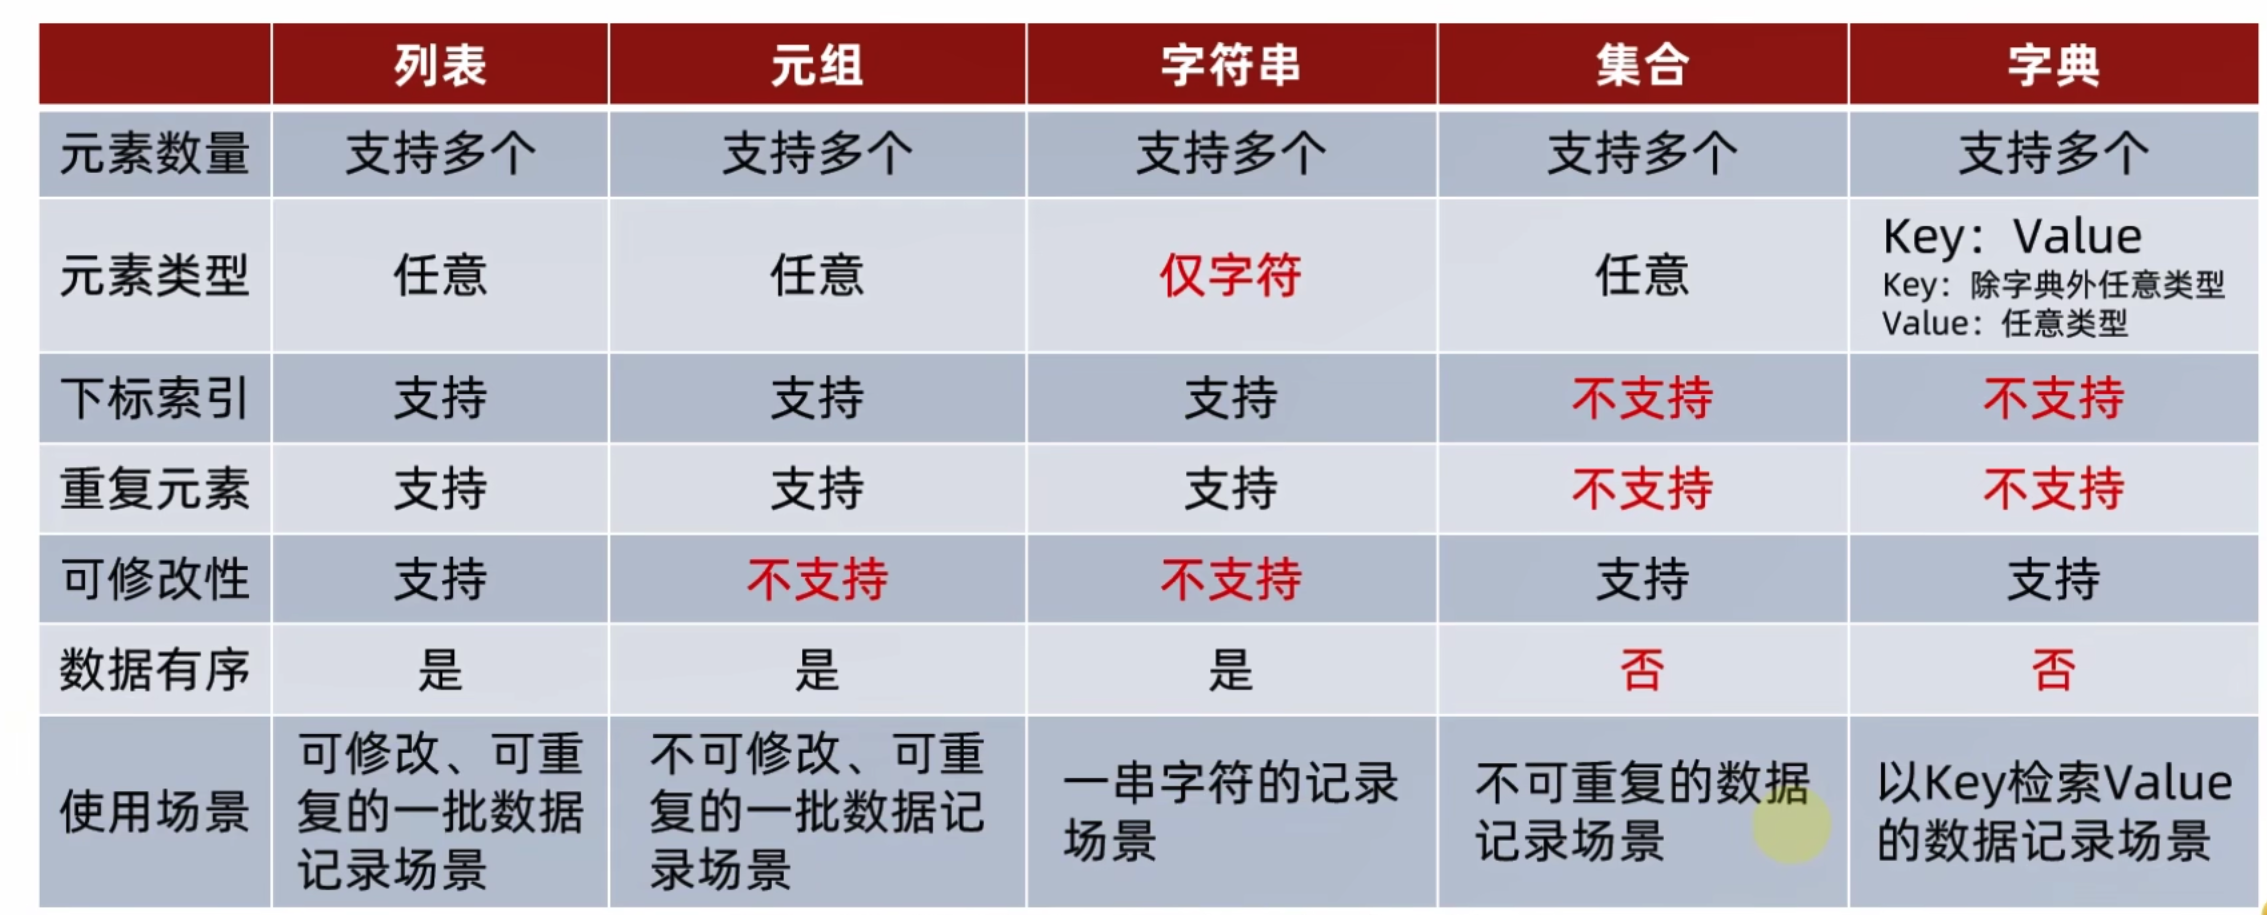 列表 元组 字符串 集合 字典
元素数量 支持多个 支持多个 支持多个 支持多个 支持多个
元素类型 任意 任意 仅字符 任意 Key：Value
Key：除字典外任意类型
Value：任意类型
下标索引 支持 支持 支持 不支持 不支持
重复元素 支持 支持 支持 不支持 不支持
可修改性 支持 不支持 不支持 支持 支持
数据有序 是 是 是 否 否
使用场景
可修改、可重
复的一批数据
记录场景
不可修改、可重
复的一批数据记
录场景
一串字符的记录
场景
不可重复的数据
记录场景
以Key检索Value
的数据记录场景